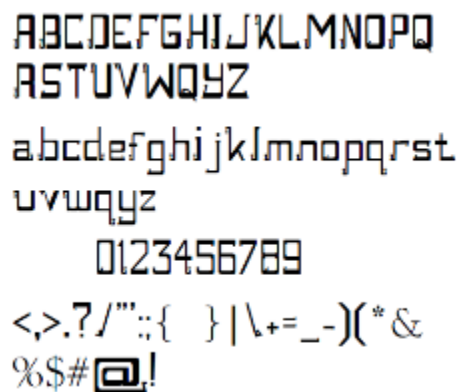 ABCDEFGHIJKLMNOPQ
RSTUVWQYZ
abcdefghijklmnopqrst
uvwqyz
0123456789
<,>.?/"':;{ }|\,+=_-)(*&
%$#@,!